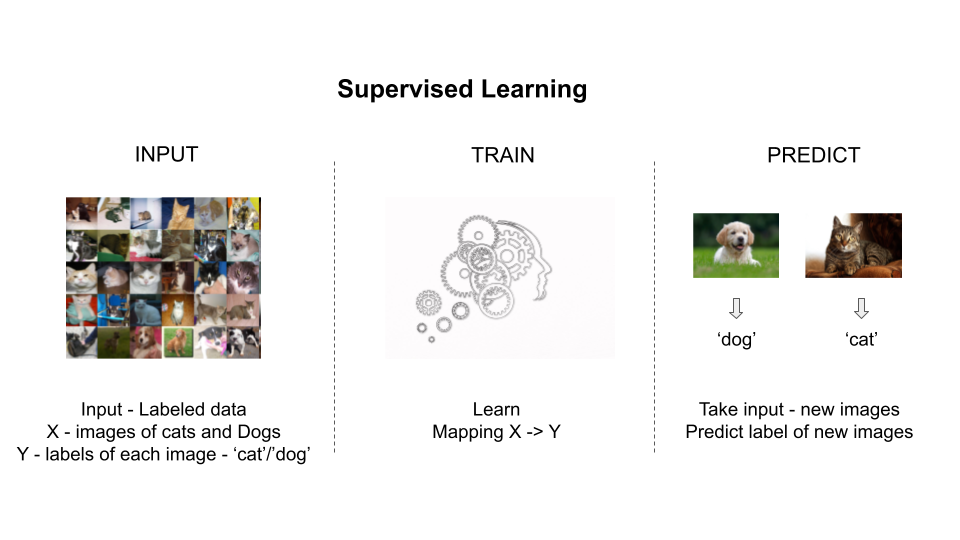 Supervised Learning
INPUT
TRAIN
PREDICT
‘dog’
‘cat’
Input - Labeled data
X - images of cats and Dogs
Y - labels of each image - ‘cat’/’dog’
Learn
Mapping X -> Y
Take input - new images
Predict label of new images